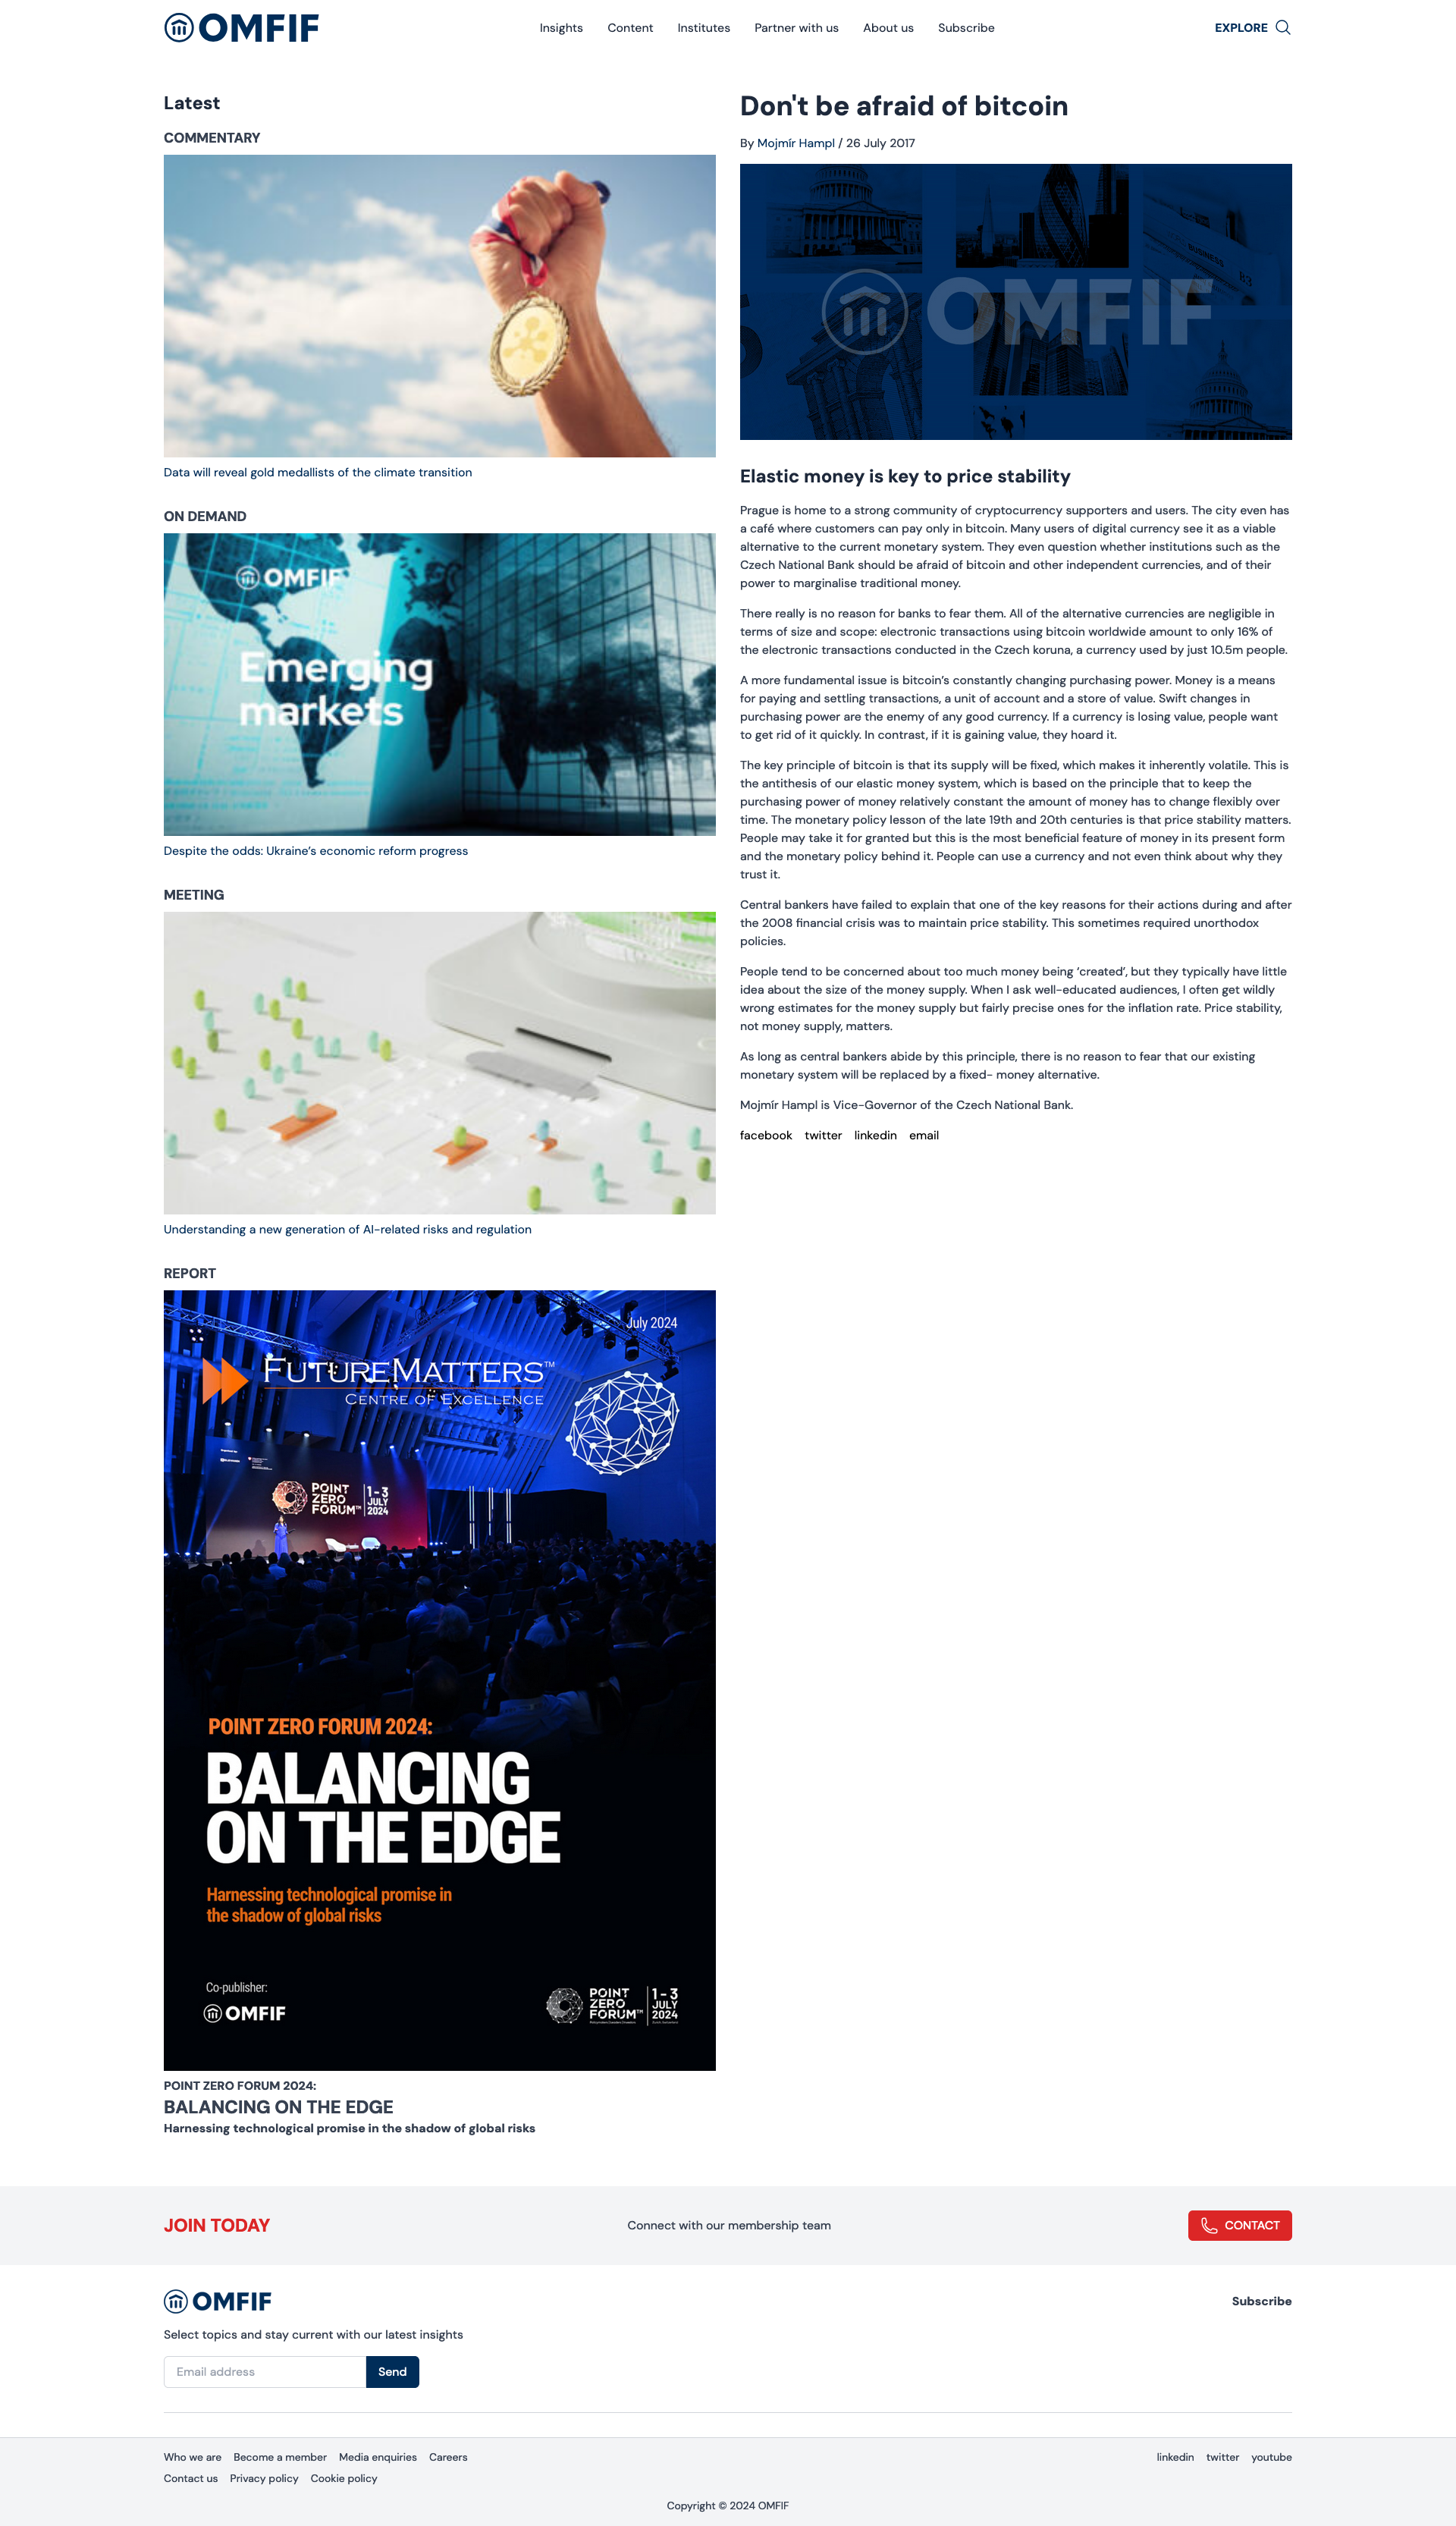 OMFIF
Insights
Content
Institutes
Partner with us
About us
Subscribe
EXPLORE
Latest
COMMENTARY
Data will reveal gold medallists of the climate transition
ON DEMAND
OMFIF
Emerging
markets
Despite the odds: Ukraine’s economic reform progress
MEETING
Understanding a new generation of AI-related risks and regulation
REPORT
July 2024
FUTUREMATTERS™
CENTRE OF EXCELLENCE
POINT
ZERO
FORUM™
1-3
JULY
2024
POINT ZERO FORUM 2024:
BALANCING
ON THE EDGE
Harnessing technological promise in
the shadow of global risks
Co-publisher:
OMFIF
POINT
ZERO
FORUM™
1-3
JULY
2024
POINT ZERO FORUM 2024:
BALANCING ON THE EDGE
Harnessing technological promise in the shadow of global risks
Don't be afraid of bitcoin
By Mojmír Hampl / 26 July 2017
OMFIF
BUSINESS
B3
Elastic money is key to price stability
Prague is home to a strong community of cryptocurrency supporters and users. The city even has
a café where customers can pay only in bitcoin. Many users of digital currency see it as a viable
alternative to the current monetary system. They even question whether institutions such as the
Czech National Bank should be afraid of bitcoin and other independent currencies, and of their
power to marginalise traditional money.
There really is no reason for banks to fear them. All of the alternative currencies are negligible in
terms of size and scope: electronic transactions using bitcoin worldwide amount to only 16% of
the electronic transactions conducted in the Czech koruna, a currency used by just 10.5m people.
A more fundamental issue is bitcoin’s constantly changing purchasing power. Money is a means
for paying and settling transactions, a unit of account and a store of value. Swift changes in
purchasing power are the enemy of any good currency. If a currency is losing value, people want
to get rid of it quickly. In contrast, if it is gaining value, they hoard it.
The key principle of bitcoin is that its supply will be fixed, which makes it inherently volatile. This is
the antithesis of our elastic money system, which is based on the principle that to keep the
purchasing power of money relatively constant the amount of money has to change flexibly over
time. The monetary policy lesson of the late 19th and 20th centuries is that price stability matters.
People may take it for granted but this is the most beneficial feature of money in its present form
and the monetary policy behind it. People can use a currency and not even think about why they
trust it.
Central bankers have failed to explain that one of the key reasons for their actions during and after
the 2008 financial crisis was to maintain price stability. This sometimes required unorthodox
policies.
People tend to be concerned about too much money being ‘created’, but they typically have little
idea about the size of the money supply. When I ask well-educated audiences, I often get wildly
wrong estimates for the money supply but fairly precise ones for the inflation rate. Price stability,
not money supply, matters.
As long as central bankers abide by this principle, there is no reason to fear that our existing
monetary system will be replaced by a fixed- money alternative.
Mojmír Hampl is Vice-Governor of the Czech National Bank.
facebook twitter linkedin email
JOIN TODAY
Connect with our membership team
CONTACT
OMFIF
Subscribe
Select topics and stay current with our latest insights
Email address
Send
Who we are Become a member Media enquiries Careers
linkedin twitter youtube
Contact us Privacy policy Cookie policy
Copyright © 2024 OMFIF